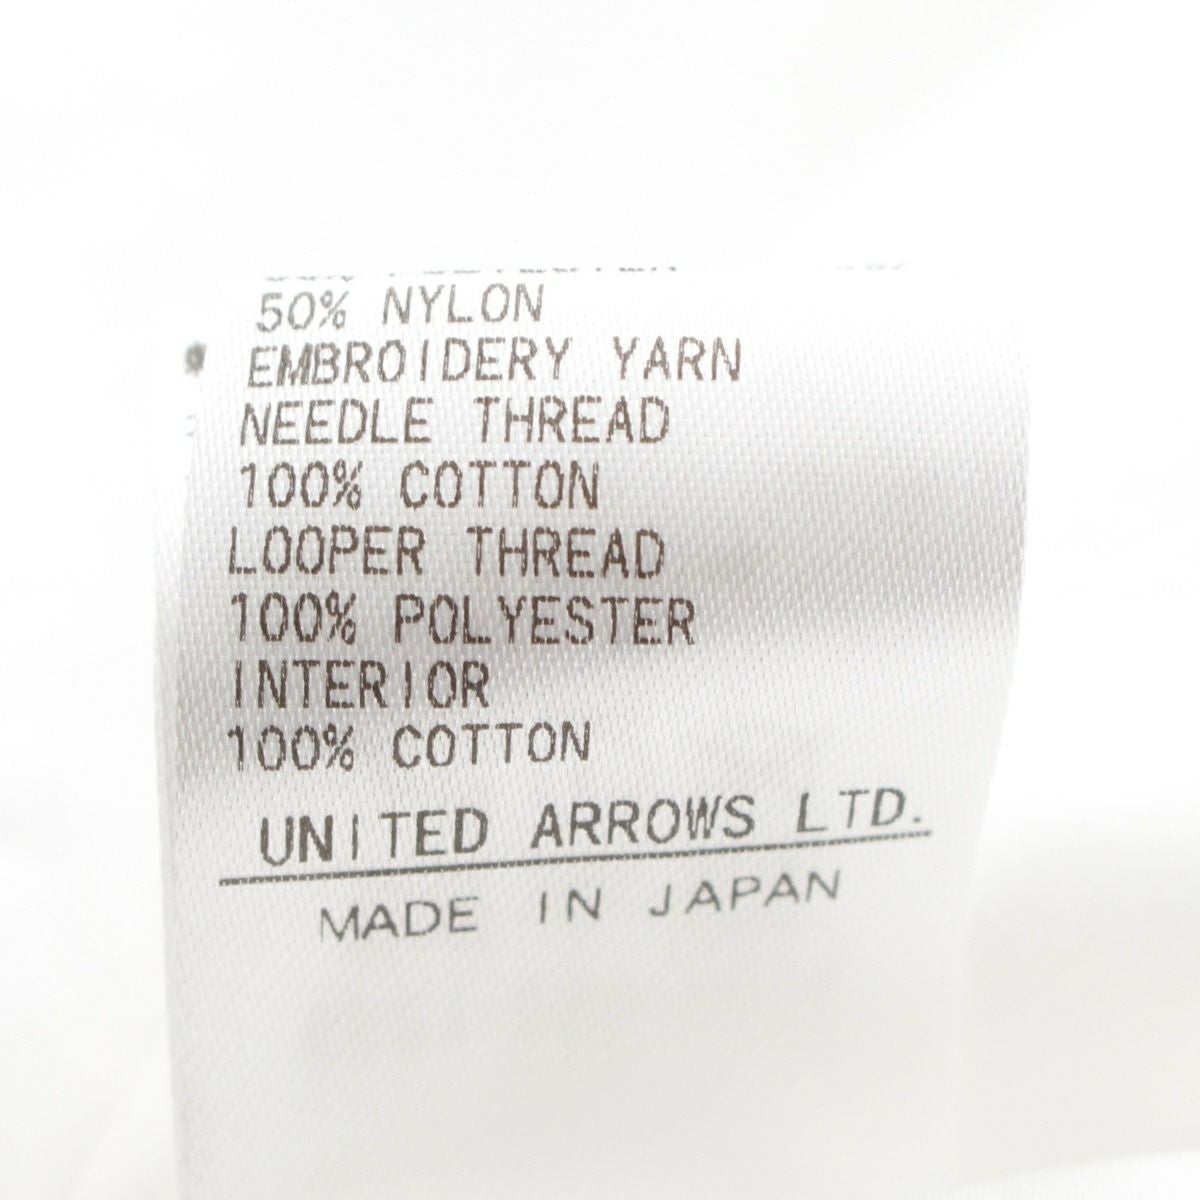 50% NYLON
EMBROIDERY YARN
NEEDLE THREAD
100% COTTON
LOOPER THREAD
100% POLYESTER
INTERIOR
100% COTTON
UNITED ARROWS LTD.
MADE IN JAPAN